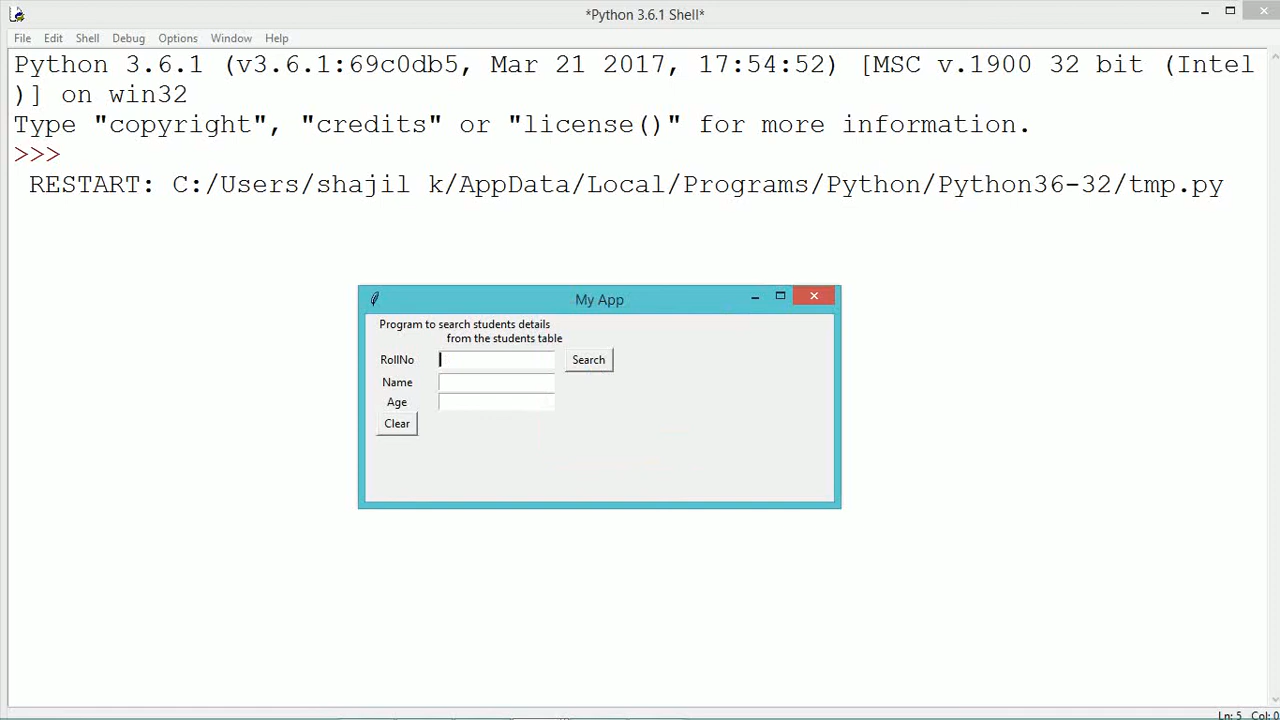 *Python 3.6.1 Shell*
File Edit Shell Debug Options Window Help
Python 3.6.1 (v3.6.1:69c0db5, Mar 21 2017, 17:54:52) [MSC v.1900 32 bit (Intel
)] on win32
Type "copyright", "credits" or "license()" for more information.
>>>
RESTART: C:/Users/shajil k/AppData/Local/Programs/Python/Python36-32/tmp.py
My App
Program to search students details
from the students table
RollNo Search
Name
Age
Clear
Ln: 5 Col: 0